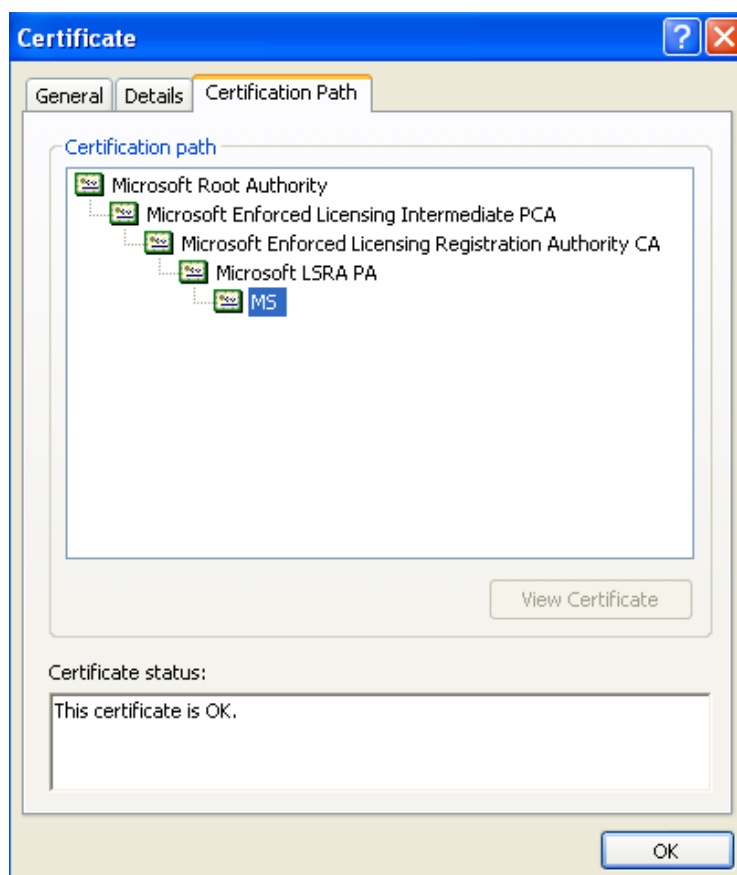 Certificate
General Details Certification Path
Certification path
Microsoft Root Authority
Microsoft Enforced Licensing Intermediate PCA
Microsoft Enforced Licensing Registration Authority CA
Microsoft LSRA PA
MS
View Certificate
Certificate status:
This certificate is OK.
OK